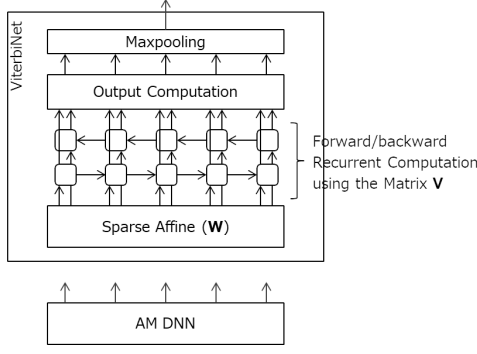 ViterbiNet
Maxpooling
Output Computation
Forward/backward
Recurrent Computation
using the Matrix V
Sparse Affine (W)
AM DNN